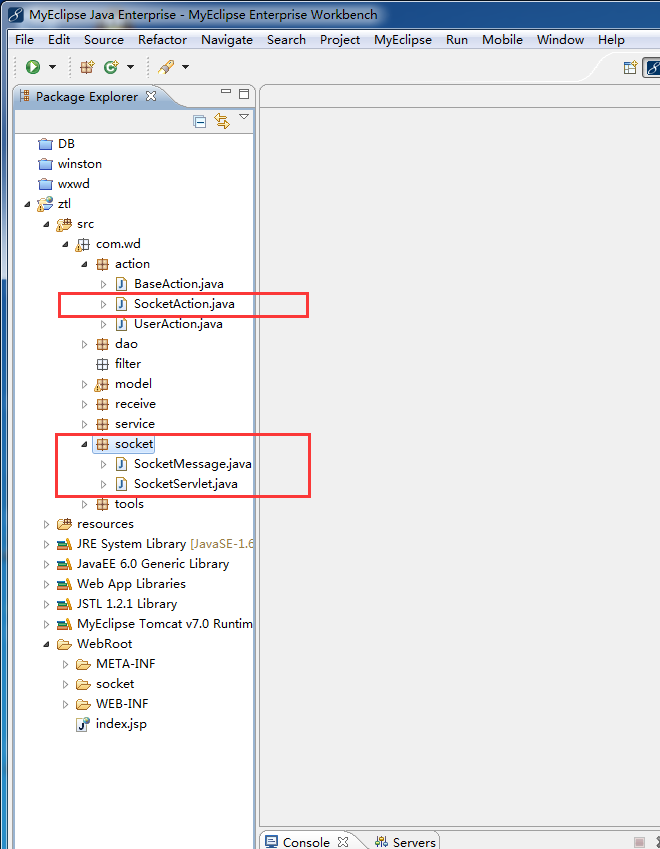 MyEclipse Java Enterprise - MyEclipse Enterprise Workbench
File Edit Source Refactor Navigate Search Project MyEclipse Run Mobile Window Help
Package Explorer
DB
winston
wxwd
ztl
src
com.wd
action
BaseAction.java
SocketAction.java
UserAction.java
dao
filter
model
receive
service
socket
SocketMessage.java
SocketServlet.java
tools
resources
JRE System Library [JavaSE-1.6
JavaEE 6.0 Generic Library
Web App Libraries
JSTL 1.2.1 Library
MyEclipse Tomcat v7.0 Runtim
WebRoot
META-INF
socket
WEB-INF
index.jsp
Console Servers